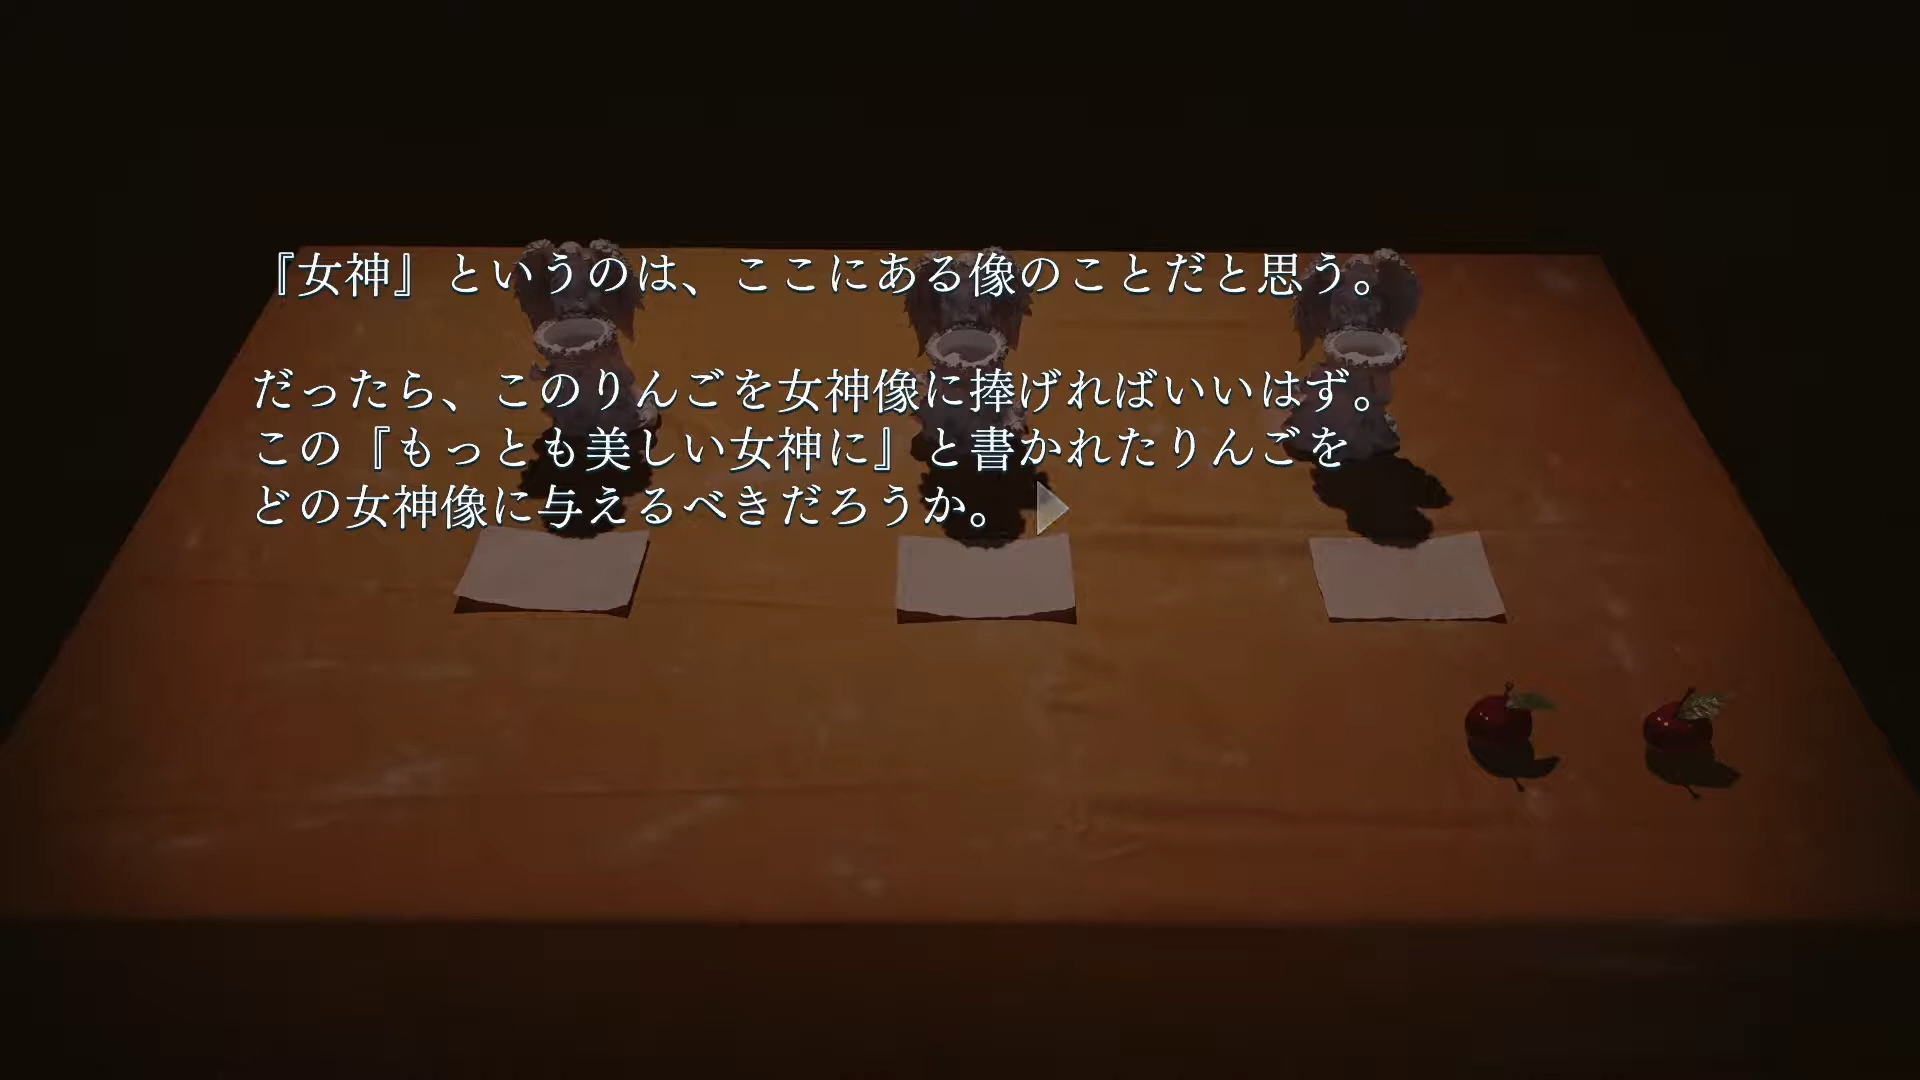 『女神』というのは、ここにある像のことだと思う。
だったら、このりんごを女神像に捧げればいいはず。
この『もっとも美しい女神に』と書かれたりんごを
どの女神像に与えるべきだろうか。